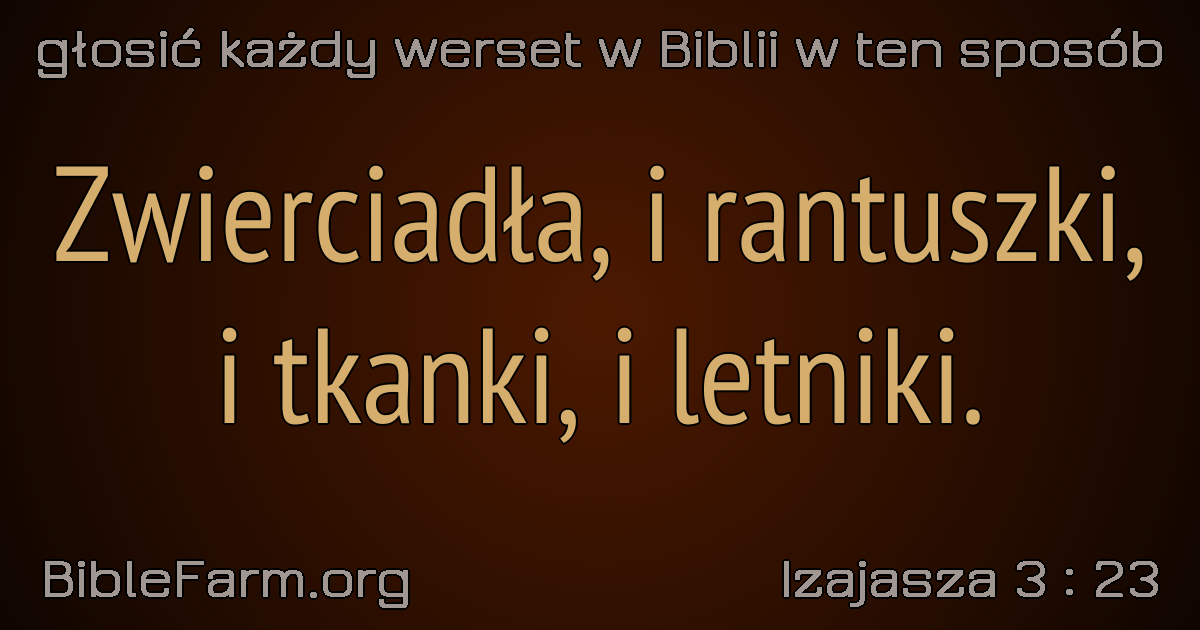 głosić każdy werset w Biblii w ten sposób
Zwierciadła, i rantuszki,
i tkanki, i letniki.
BibleFarm.org
Izajasza 3 : 23